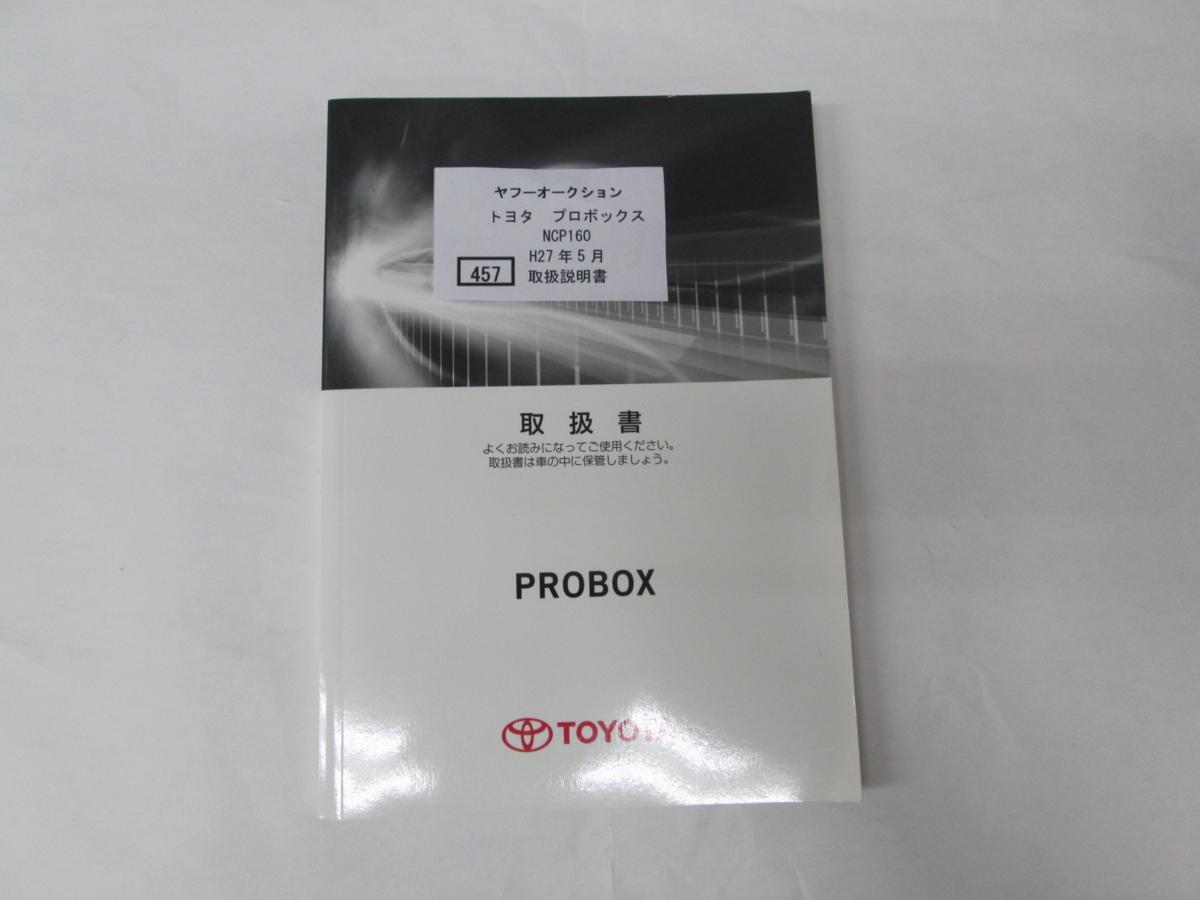 ヤフーオークション
トヨタ プロボックス
NCP160
H27年5月
457 取扱説明書
取扱書
よくお読みになってご使用ください。
取扱書は車の中に保管しましょう。
PROBOX
TOYOTA